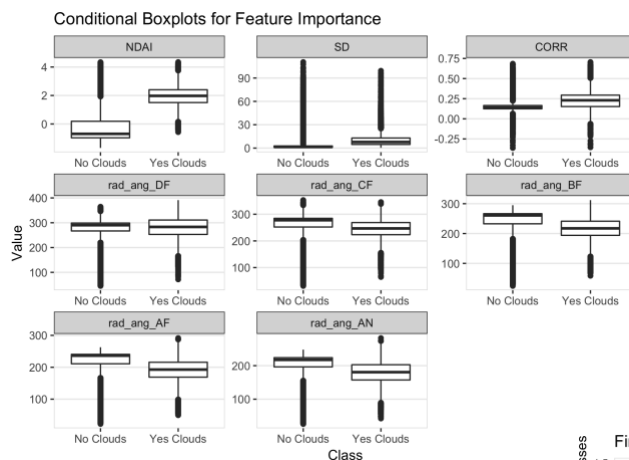 Conditional Boxplots for Feature Importance
NDAI
SD
CORR
4
2
0
90
60
30
0
0.75
0.50
0.25
0.00
-0.25
No Clouds
Yes Clouds
No Clouds
Yes Clouds
No Clouds
Yes Clouds
rad_ang_DF
rad_ang_CF
rad_ang_BF
400
300
200
100
300
200
100
300
200
100
No Clouds
Yes Clouds
No Clouds
Yes Clouds
No Clouds
Yes Clouds
rad_ang_AF
rad_ang_AN
300
200
100
200
100
No Clouds
Yes Clouds
No Clouds
Yes Clouds
Value
Class